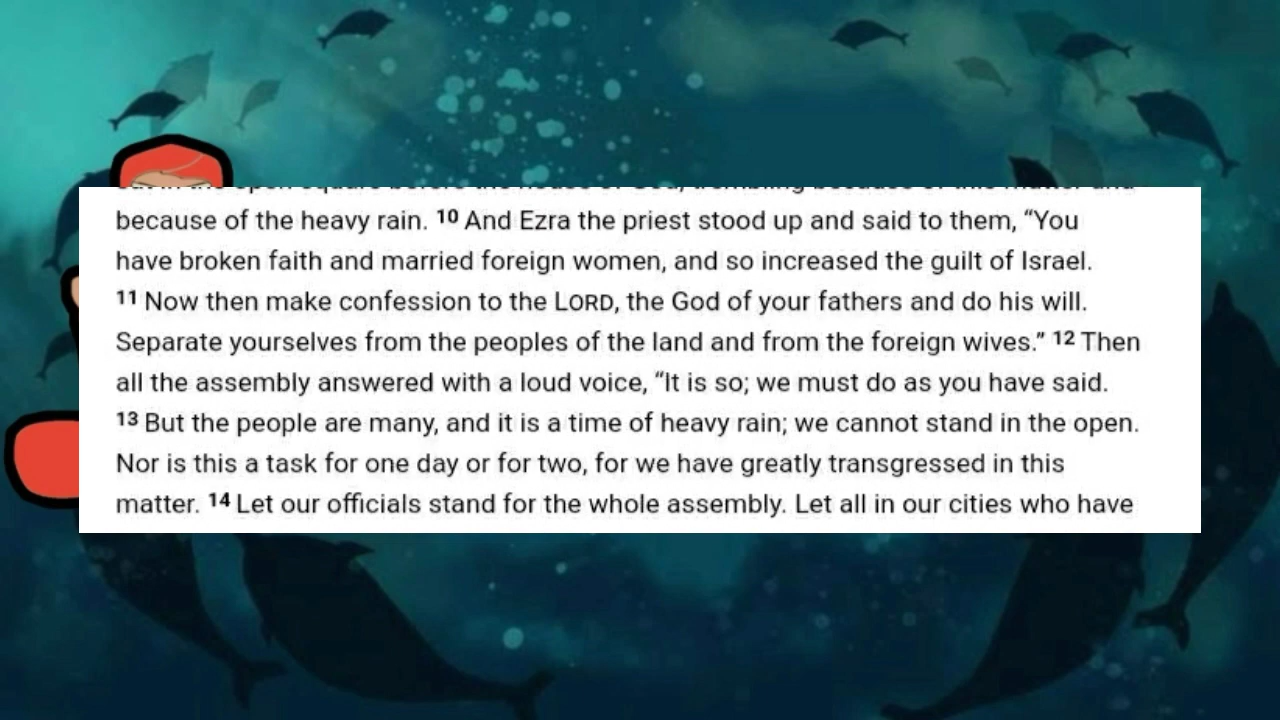 because of the heavy rain. 10 And Ezra the priest stood up and said to them, “You
have broken faith and married foreign women, and so increased the guilt of Israel.
11 Now then make confession to the LORD, the God of your fathers and do his will.
Separate yourselves from the peoples of the land and from the foreign wives.” 12 Then
all the assembly answered with a loud voice, “It is so; we must do as you have said.
13 But the people are many, and it is a time of heavy rain; we cannot stand in the open.
Nor is this a task for one day or for two, for we have greatly transgressed in this
matter. 14 Let our officials stand for the whole assembly. Let all in our cities who have